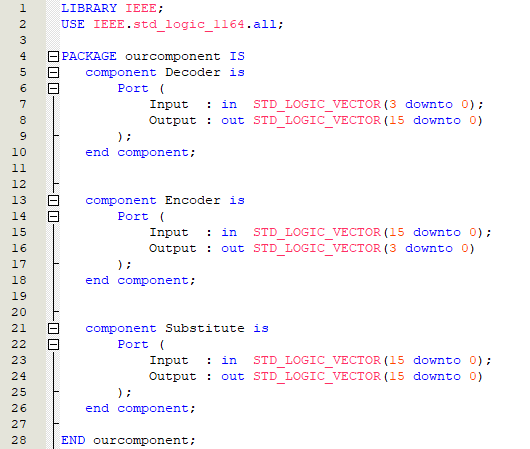 1 LIBRARY IEEE;
2 USE IEEE.std_logic_1164.all;
3
4 PACKAGE ourcomponent IS
5 component Decoder is
6 Port (
7 Input : in STD_LOGIC_VECTOR(3 downto 0);
8 Output : out STD_LOGIC_VECTOR(15 downto 0)
9 );
10 end component;
11
12
13 component Encoder is
14 Port (
15 Input : in STD_LOGIC_VECTOR(15 downto 0);
16 Output : out STD_LOGIC_VECTOR(3 downto 0)
17 );
18 end component;
19
20
21 component Substitute is
22 Port (
23 Input : in STD_LOGIC_VECTOR(15 downto 0);
24 Output : out STD_LOGIC_VECTOR(15 downto 0)
25 );
26 end component;
27
28 END ourcomponent;